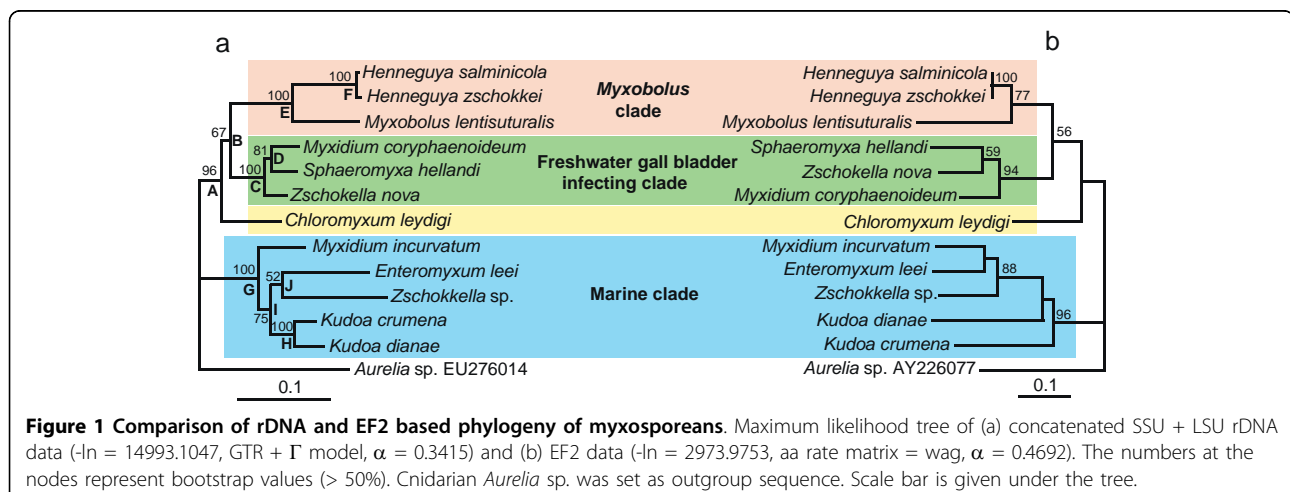 a
b
100
F
Henneguya salminicola
Henneguya zschokkei
100
E
Myxobolus lentisuturalis
Myxobolus
clade
Henneguya salminicola
100
Henneguya zschokkei
77
Myxobolus lentisuturalis
67
B
56
81
D
Myxidium coryphaenoideum
Sphaeromyxa hellandi
100
C
Zschokella nova
Freshwater gall bladder
infecting clade
Sphaeromyxa hellandi
59
Zschokella nova
94
Myxidium coryphaenoideum
96
A
Chloromyxum leydigi
Chloromyxum leydigi
Myxidium incurvatum
100
G
52
J
Enteromyxum leei
Zschokkella sp.
I
75
100
H
Kudoa crumena
Kudoa dianae
Marine clade
Myxidium incurvatum
Enteromyxum leei
88
Zschokkella sp.
Kudoa dianae
96
Kudoa crumena
Aurelia sp. EU276014
Aurelia sp. AY226077
0.1
0.1
Figure 1 Comparison of rDNA and EF2 based phylogeny of myxosporeans. Maximum likelihood tree of (a) concatenated SSU + LSU rDNA
data (-ln = 14993.1047, GTR + Γ model, α = 0.3415) and (b) EF2 data (-ln = 2973.9753, aa rate matrix = wag, α = 0.4692). The numbers at the
nodes represent bootstrap values (> 50%). Cnidarian Aurelia sp. was set as outgroup sequence. Scale bar is given under the tree.